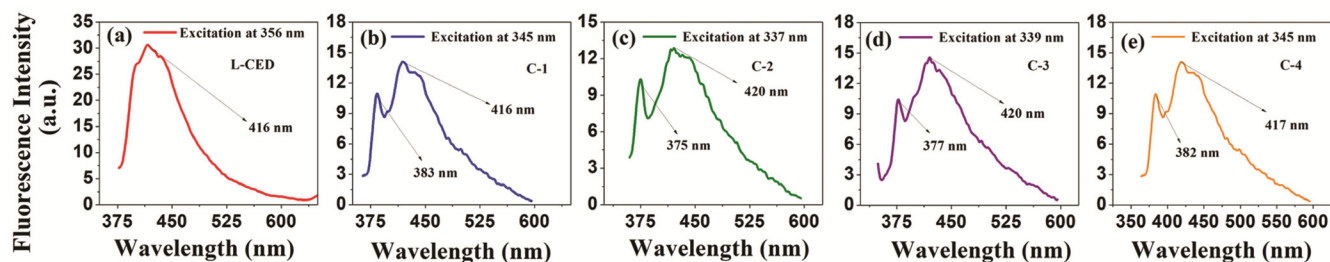 Fluorescence Intensity
(a.u.)
(a)
Excitation at 356 nm
L-CED
416 nm
35
30
25
20
15
10
5
0
375 450 525 600
Wavelength (nm)
(b)
Excitation at 345 nm
C-1
416 nm
383 nm
18
15
12
9
6
3
0
375 450 525 600
Wavelength (nm)
(c)
Excitation at 337 nm
C-2
420 nm
375 nm
15
12
9
6
3
0
375 450 525 600
Wavelength (nm)
(d)
Excitation at 339 nm
C-3
420 nm
377 nm
18
15
12
9
6
3
0
375 450 525 600
Wavelength (nm)
(e)
Excitation at 345 nm
C-4
417 nm
382 nm
18
15
12
9
6
3
0
350 400 450 500 550 600
Wavelength (nm)